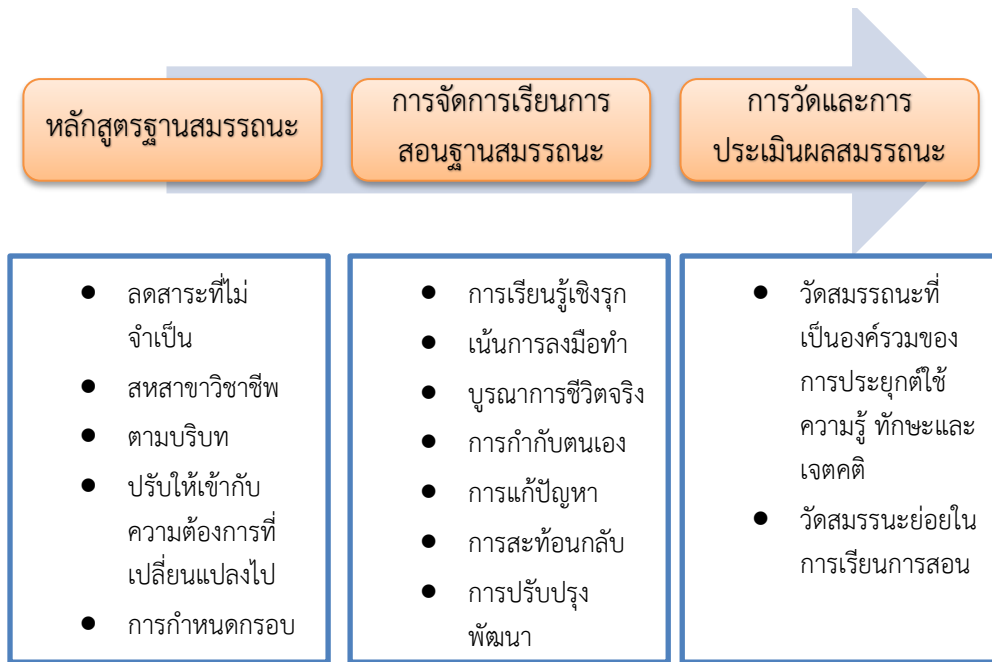 หลักสูตรฐานสมรรถนะ
การจัดการเรียนการ
สอนฐานสมรรถนะ
การวัดและการ
ประเมินผลสมรรถนะ
● ลดสาระที่ไม่
จำเป็น
● สหสาขาวิชาชีพ
● ตามบริบท
● ปรับให้เข้ากับ
ความต้องการที่
เปลี่ยนแปลงไป
● การกำหนดกรอบ
● การเรียนรู้เชิงรุก
● เน้นการลงมือทำ
● บูรณาการชีวิตจริง
● การกำกับตนเอง
● การแก้ปัญหา
● การสะท้อนกลับ
● การปรับปรุง
พัฒนา
● วัดสมรรถนะที่
เป็นองค์รวมของ
การประยุกต์ใช้
ความรู้ ทักษะและ
เจตคติ
● วัดสมรรนะย่อยใน
การเรียนการสอน